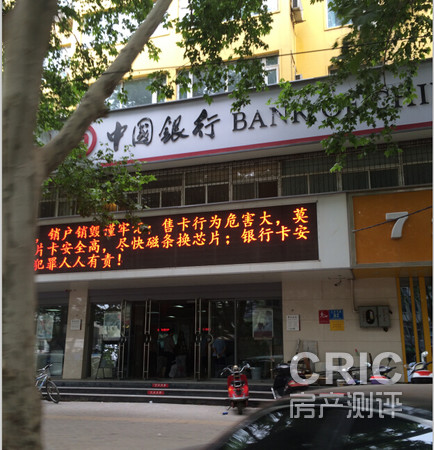 中国银行 BANK OF CHI
销户销毁谨牢；售卡行为危害大，莫
片卡安全高，尽快磁条换芯片；银行卡安
犯罪人人有责！
7
CRIC
房产测评